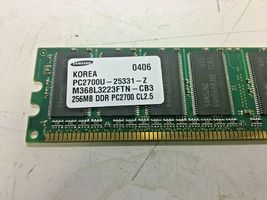 SAMSUNG
KOREA 0406
PC2700U-25331-Z
M368L3223FTN-CB3
256MB DDR PC2700 CL2.5